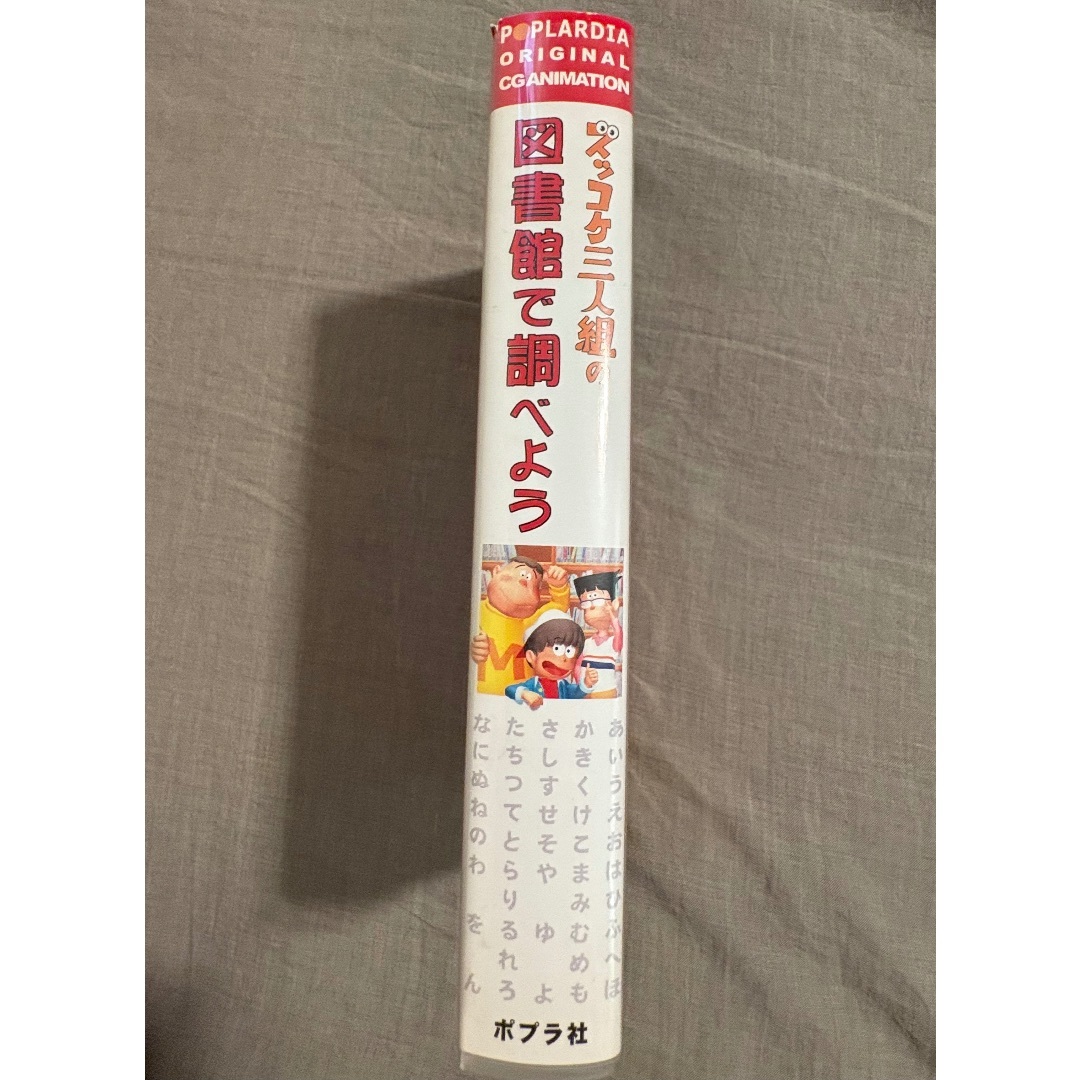 POPLARDIA
ORIGINAL
CG ANIMATION
ズッコケ三人組の
図書館で調べよう
M
あいうえおはひふへほ
かきくけこまみむめも
さしすせそや ゆ よ
たちつてとらりるれろ
なにぬねのわ を ん
ポプラ社